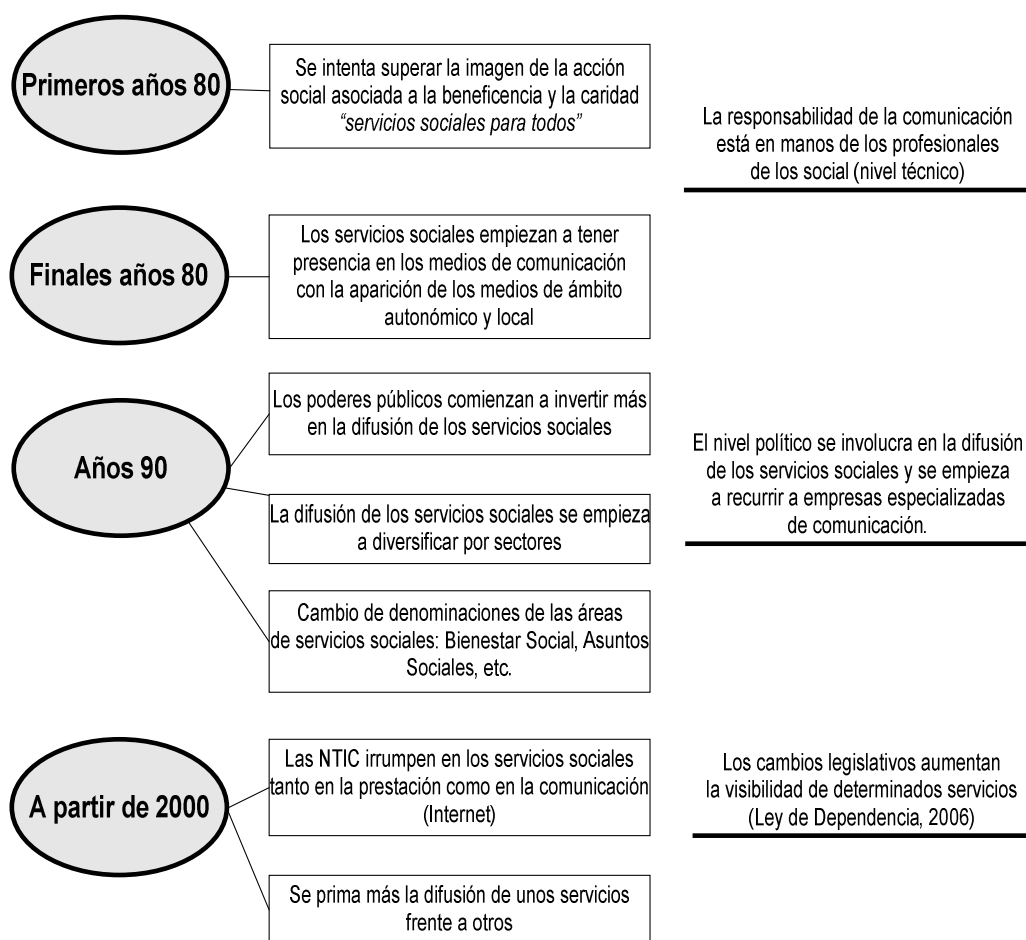 Primeros años 80
Se intenta superar la imagen de la acción
social asociada a la beneficencia y la caridad
“servicios sociales para todos”
La responsabilidad de la comunicación
está en manos de los profesionales
de los social (nivel técnico)
Finales años 80
Los servicios sociales empiezan a tener
presencia en los medios de comunicación
con la aparición de los medios de ámbito
autonómico y local
Años 90
Los poderes públicos comienzan a invertir más
en la difusión de los servicios sociales
La difusión de los servicios sociales se empieza
a diversificar por sectores
Cambio de denominaciones de las áreas
de servicios sociales: Bienestar Social, Asuntos
Sociales, etc.
El nivel político se involucra en la difusión
de los servicios sociales y se empieza
a recurrir a empresas especializadas
de comunicación.
A partir de 2000
Las NTIC irrumpen en los servicios sociales
tanto en la prestación como en la comunicación
(Internet)
Se prima más la difusión de unos servicios
frente a otros
Los cambios legislativos aumentan
la visibilidad de determinados servicios
(Ley de Dependencia, 2006)